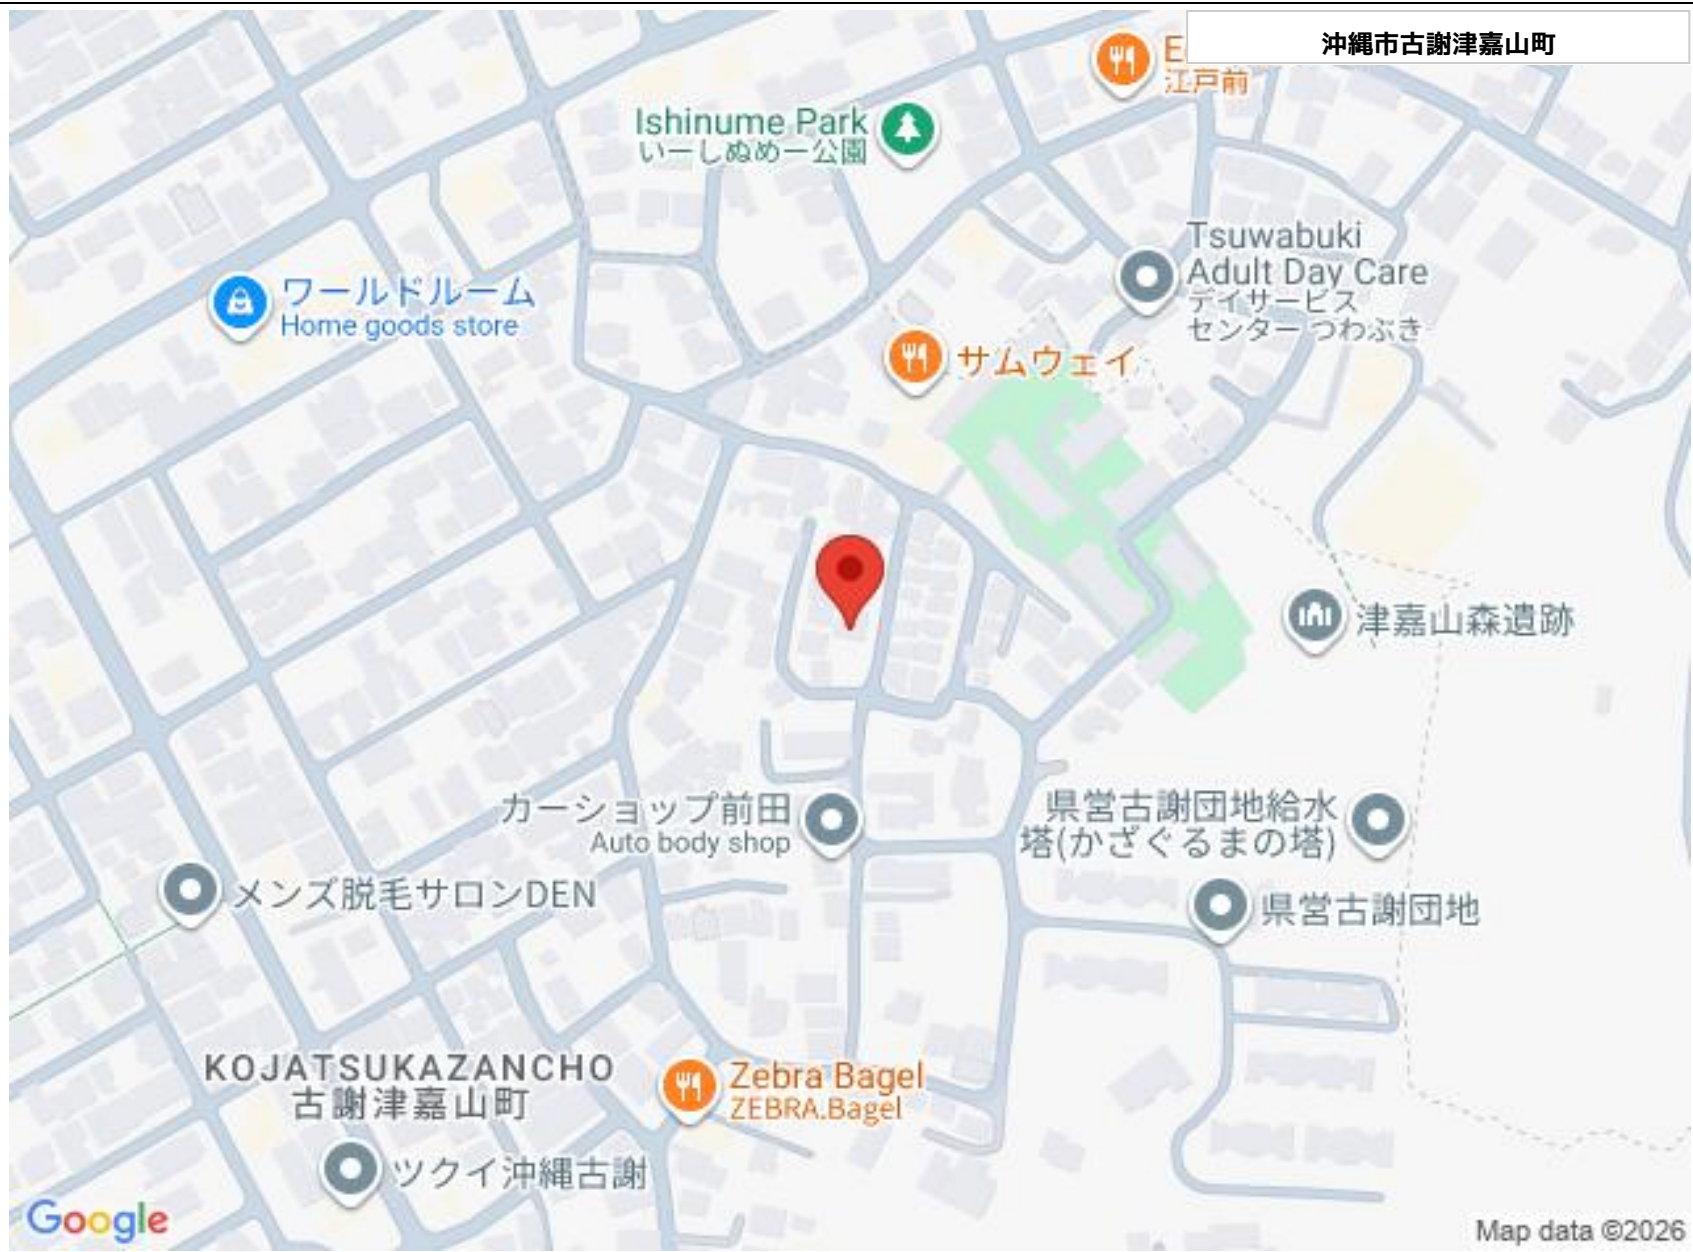 沖縄市古謝津嘉山町
江戸前
Ishinume Park
いーしぬめー公園
Tsuwabuki
Adult Day Care
デイサービス
センター つわぶき
ワールドルーム
Home goods store
サムウェイ
津嘉山森遺跡
カーショップ前田
Auto body shop
県営古謝団地給水
塔(かざぐるまの塔)
メンズ脱毛サロンDEN
県営古謝団地
KOJATSUKAZANCHO
古謝津嘉山町
Zebra Bagel
ZEBRA.Bagel
ツクイ沖縄古謝
Google
Map data ©2026